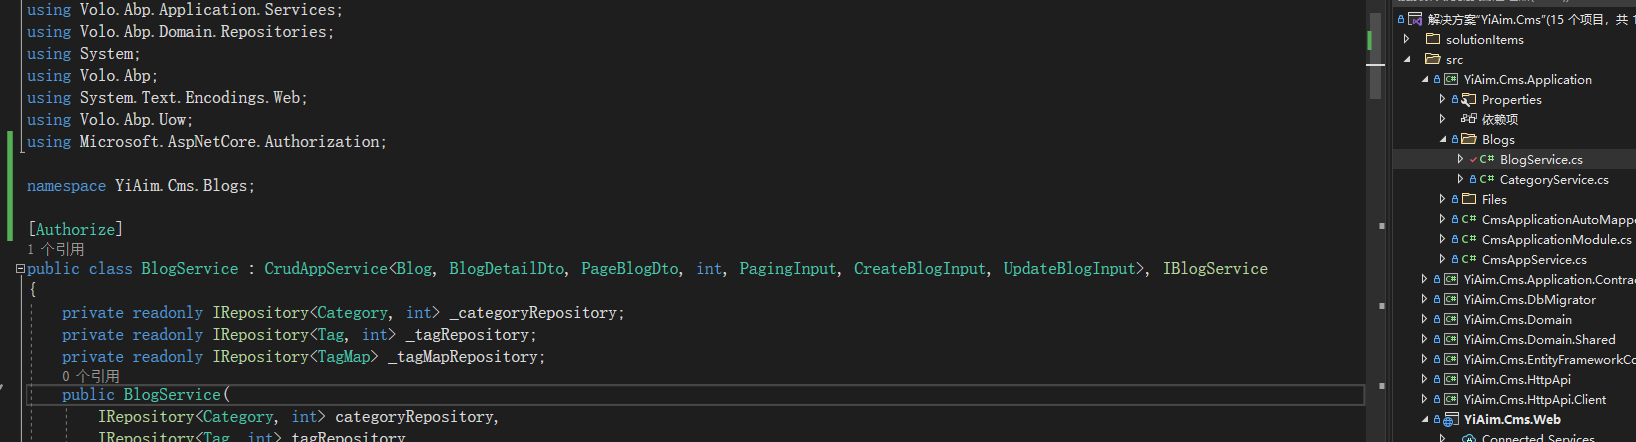 using Volo.Abp.Application.Services;
using Volo.Abp.Domain.Repositories;
using System;
using Volo.Abp;
using System.Text.Encodings.Web;
using Volo.Abp.Uow;
using Microsoft.AspNetCore.Authorization;
namespace YiAim.Cms.Blogs;
[Authorize]
1 个引用
public class BlogService : CrudAppService<Blog, BlogDetailDto, PageBlogDto, int, PagingInput, CreateBlogInput, UpdateBlogInput>, IBlogService
{
private readonly IRepository<Category, int> _categoryRepository;
private readonly IRepository<Tag, int> _tagRepository;
private readonly IRepository<TagMap> _tagMapRepository;
0 个引用
public BlogService(
IRepository<Category, int> categoryRepository,
IRepository<Tag, int> tagRepository
解决方案"YiAim.Cms"(15 个项目, 共 1
solutionItems
src
YiAim.Cms.Application
Properties
依赖项
Blogs
C# BlogService.cs
C# CategoryService.cs
Files
C# CmsApplicationAutoMappe
C# CmsApplicationModule.cs
C# CmsAppService.cs
YiAim.Cms.Application.Contra
YiAim.Cms.DbMigrator
YiAim.Cms.Domain
YiAim.Cms.Domain.Shared
YiAim.Cms.EntityFrameworkCo
YiAim.Cms.HttpApi
YiAim.Cms.HttpApi.Client
YiAim.Cms.Web
Connected Services